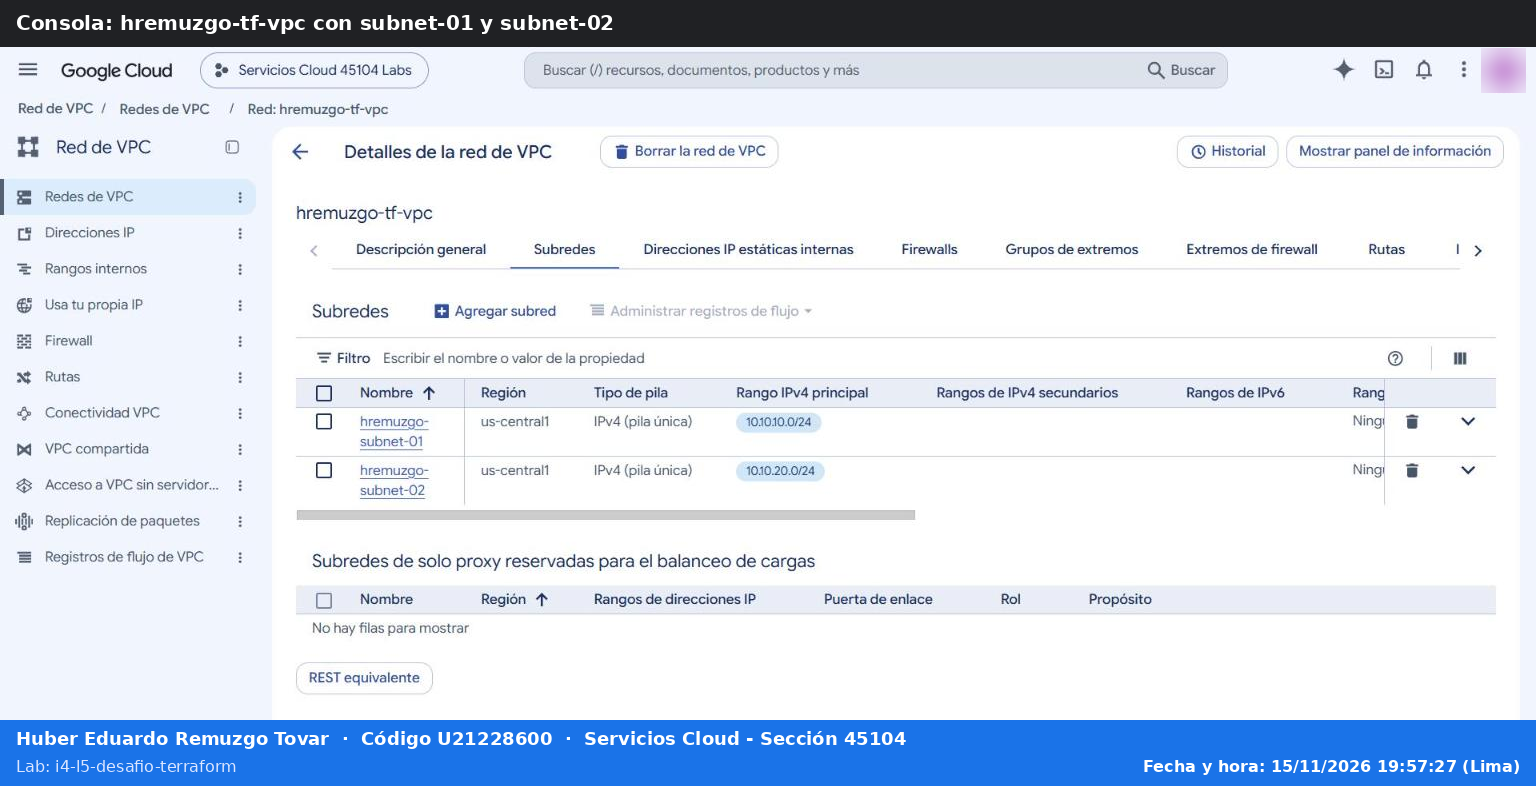 Consola: hremuzgo-tf-vpc con subnet-01 y subnet-02
Google Cloud
Servicios Cloud 45104 Labs
Buscar (/) recursos, documentos, productos y más
Buscar
Red de VPC / Redes de VPC / Red: hremuzgo-tf-vpc
Red de VPC
Redes de VPC
Direcciones IP
Rangos internos
Usa tu propia IP
Firewall
Rutas
Conectividad VPC
VPC compartida
Acceso a VPC sin servidor...
Replicación de paquetes
Registros de flujo de VPC
Detalles de la red de VPC
Borrar la red de VPC
Historial
Mostrar panel de información
hremuzgo-tf-vpc
Descripción general Subredes Direcciones IP estáticas internas Firewalls Grupos de extremos Extremos de firewall Rutas
Subredes
Agregar subred
Administrar registros de flujo
Filtro Escribir el nombre o valor de la propiedad
Nombre Región Tipo de pila Rango IPv4 principal Rangos de IPv4 secundarios Rangos de IPv6 Rang
hremuzgo-subnet-01 us-central1 IPv4 (pila única) 10.10.10.0/24 Ningu
hremuzgo-subnet-02 us-central1 IPv4 (pila única) 10.10.20.0/24 Ningu
Subredes de solo proxy reservadas para el balanceo de cargas
Nombre Región Rangos de direcciones IP Puerta de enlace Rol Propósito
No hay filas para mostrar
REST equivalente
Huber Eduardo Remuzgo Tovar · Código U21228600 · Servicios Cloud - Sección 45104
Lab: i4-l5-desafio-terraform
Fecha y hora: 15/11/2026 19:57:27 (Lima)